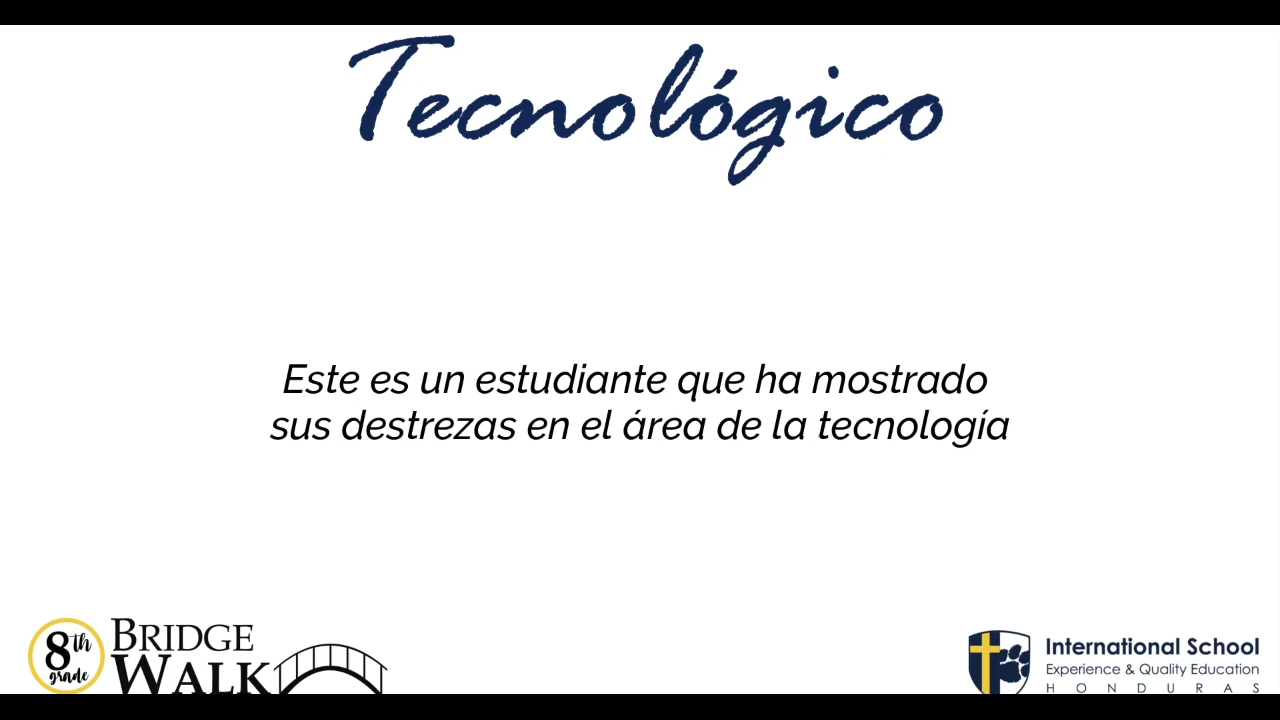 Tecnológico
Este es un estudiante que ha mostrado
sus destrezas en el área de la tecnología
8th
grade
BRIDGE
WALK
International School
Experience & Quality Education
HONDURAS